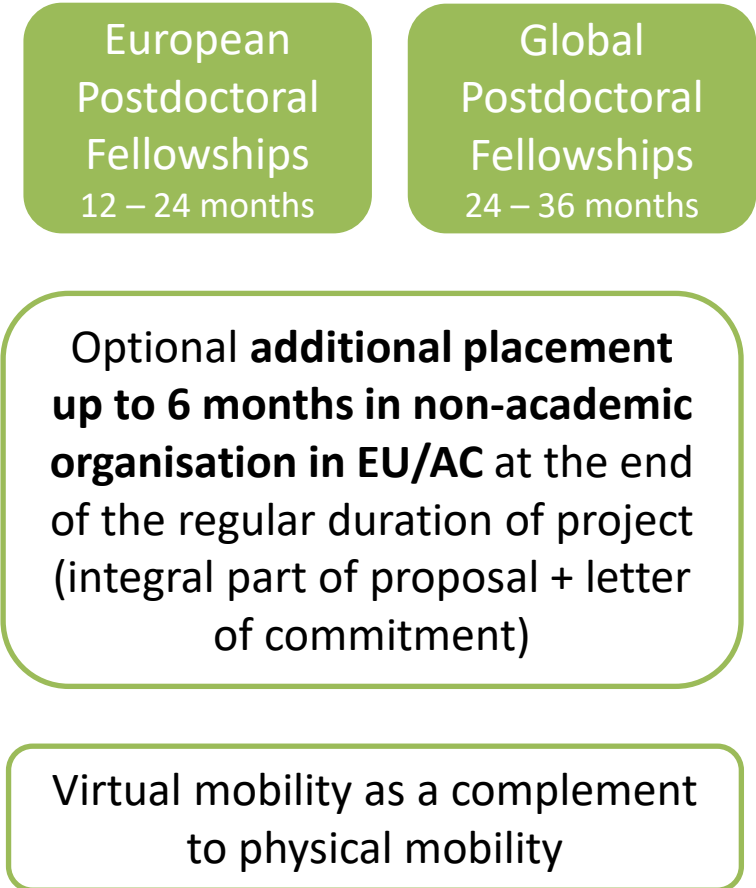 European
Postdoctoral
Fellowships
12 – 24 months
Global
Postdoctoral
Fellowships
24 – 36 months
Optional additional placement
up to 6 months in non-academic
organisation in EU/AC at the end
of the regular duration of project
(integral part of proposal + letter
of commitment)
Virtual mobility as a complement
to physical mobility